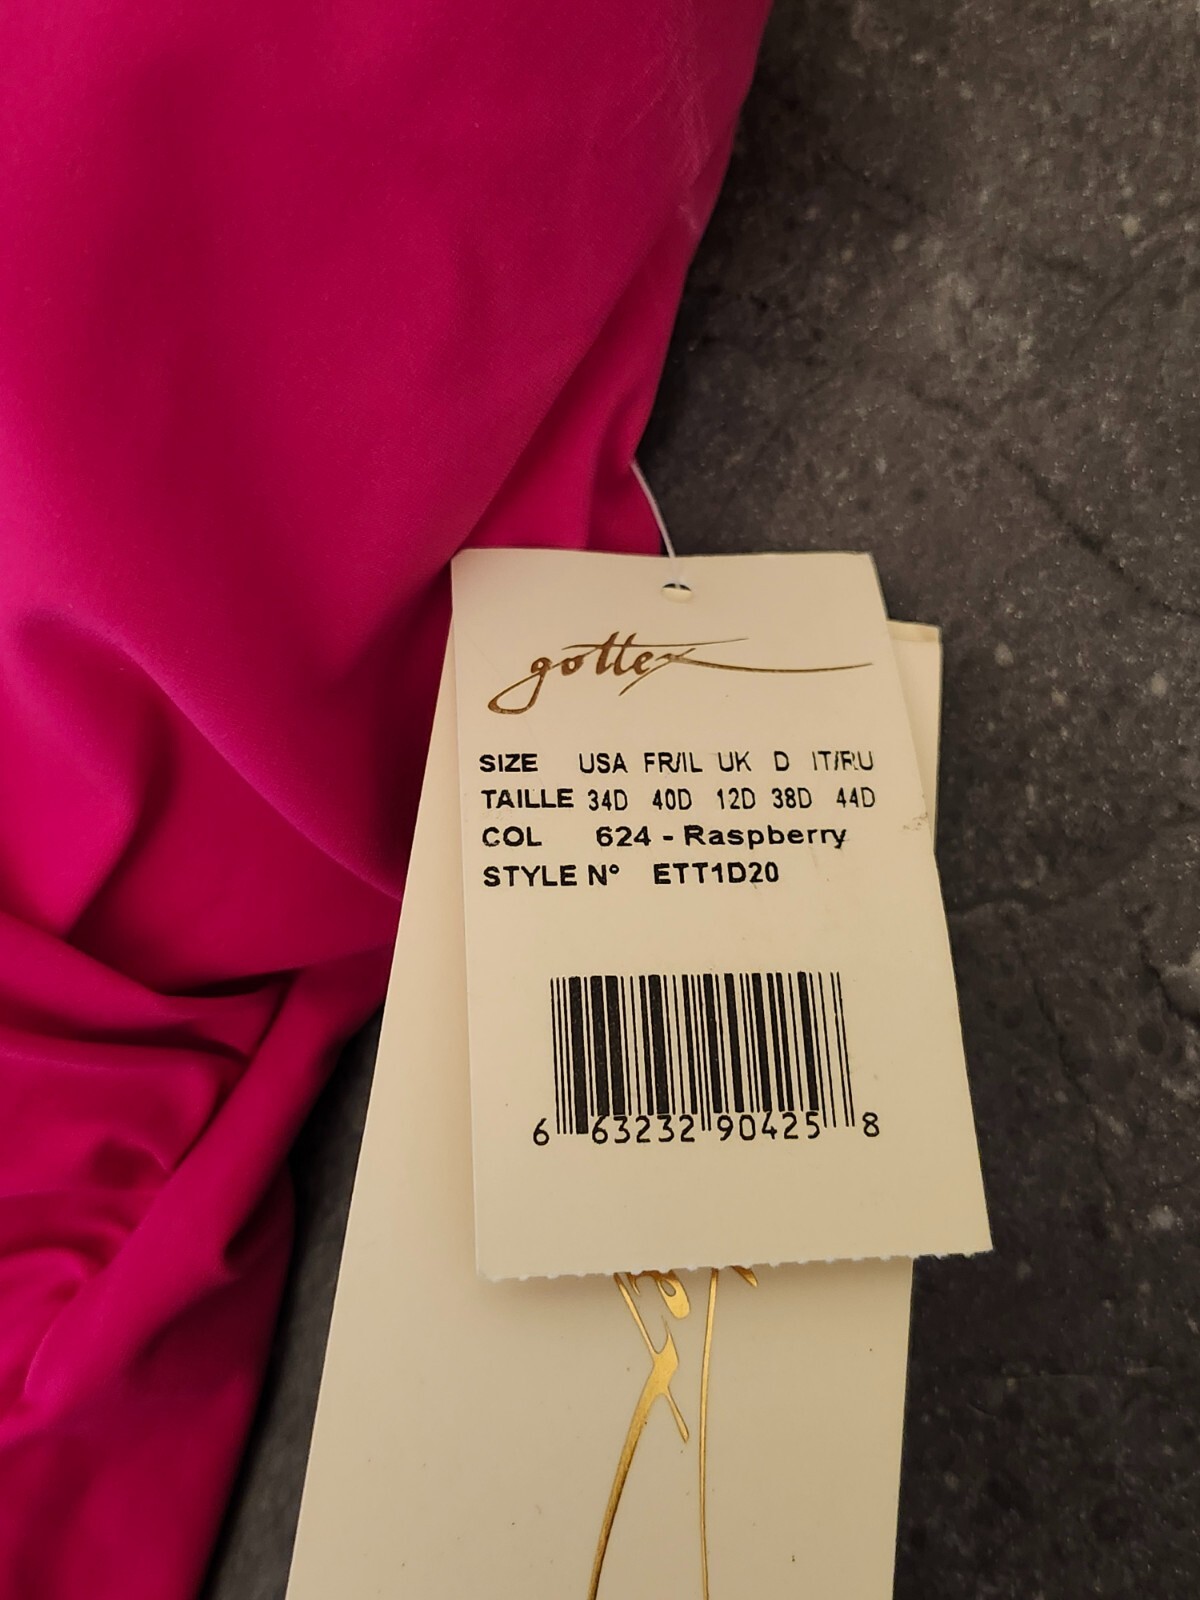 gottex
SIZE USA FR/IL UK D IT/RU
TAILLE 34D 40D 12D 38D 44D
COL 624 - Raspberry
STYLE Nº ETT1D20
6 63232 90425 8